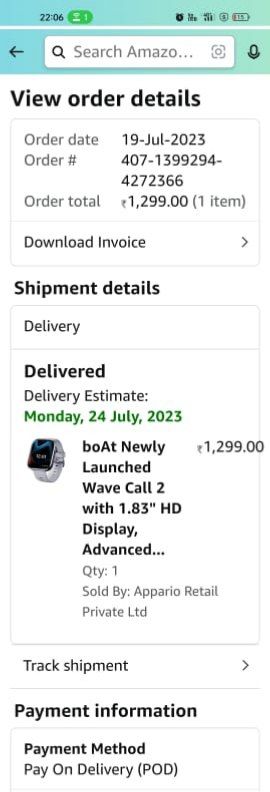 22:06 1
Search Amazo...
View order details
Order date 19-Jul-2023
Order # 407-1399294-
4272366
Order total ₹1,299.00 (1 item)
Download Invoice
Shipment details
Delivery
Delivered
Delivery Estimate:
Monday, 24 July, 2023
boAt Newly ₹1,299.00
Launched
Wave Call 2
with 1.83" HD
Display,
Advanced...
Qty: 1
Sold By: Appario Retail
Private Ltd
Track shipment
Payment information
Payment Method
Pay On Delivery (POD)